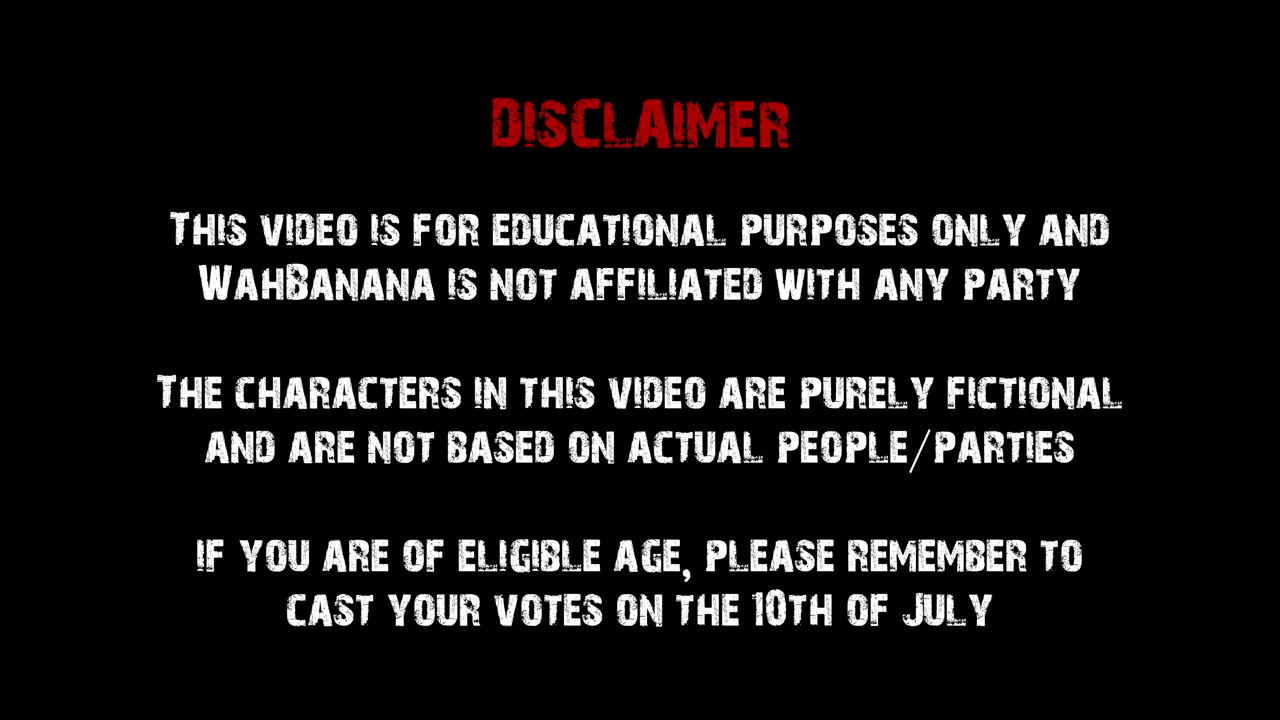 DISCLAIMER
THIS VIDEO IS FOR EDUCATIONAL PURPOSES ONLY AND
WAHBANANA IS NOT AFFILIATED WITH ANY PARTY
THE CHARACTERS IN THIS VIDEO ARE PURELY FICTIONAL
AND ARE NOT BASED ON ACTUAL PEOPLE/PARTIES
IF YOU ARE OF ELIGIBLE AGE, PLEASE REMEMBER TO
CAST YOUR VOTES ON THE 10TH OF JULY